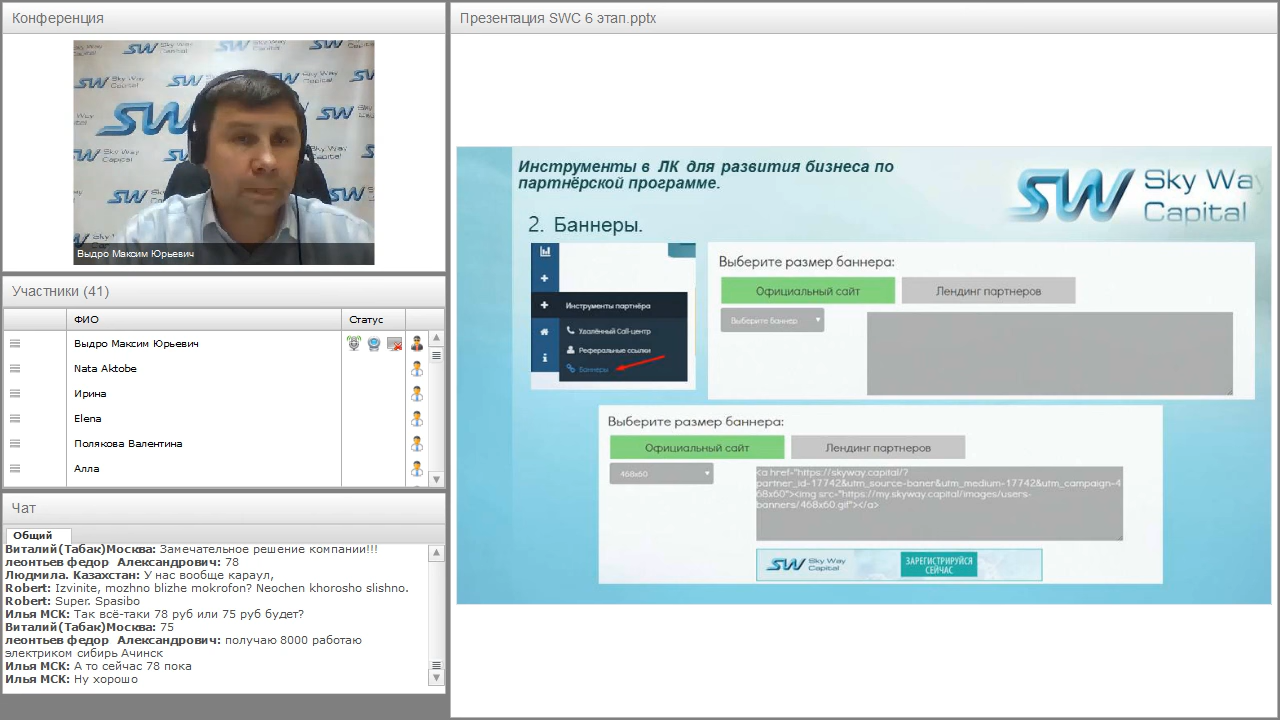 Конференция
SW Sky Way Capital
Выдро Максим Юрьевич
Участники (41)
ФИО Статус
Выдро Максим Юрьевич
Nata Aktobe
Ирина
Elena
Полякова Валентина
Алла
Чат
Общий
Виталий(Табак)Москва: Замечательное решение компании!!!
леонтьев федор Александрович: 78
Людмила. Казахстан: У нас вообще караул,
Robert: Izvinite, mozhno blizhe mokrofon? Neochen khorosho slishno.
Robert: Super. Spasibo
Илья МСК: Так всё-таки 78 руб или 75 руб будет?
Виталий(Табак)Москва: 75
леонтьев федор Александрович: получаю 8000 работаю
электриком сибирь Ачинск
Илья МСК: А то сейчас 78 пока
Илья МСК: Ну хорошо
Презентация SWC 6 этап.pptx
Инструменты в ЛК для развития бизнеса по
партнёрской программе.
SW Sky Way
Capital
2. Баннеры.
Инструменты партнёра
Удалённый Call-центр
Реферальные ссылки
Баннеры
Выберите размер баннера:
Официальный сайт Лендинг партнеров
Выберите баннер
Выберите размер баннера:
Официальный сайт Лендинг партнеров
468x60
<a href="https://skyway.capital/?
partner_id-17742&utm_source-baner&utm_medium-17742&utm_campaign-4
68x60"><img src="https://my.skyway.capital/images/users-
banners/468x60.gif"></a>
SW Sky Way
Capital
ЗАРЕГИСТРИРУЙСЯ
СЕЙЧАС